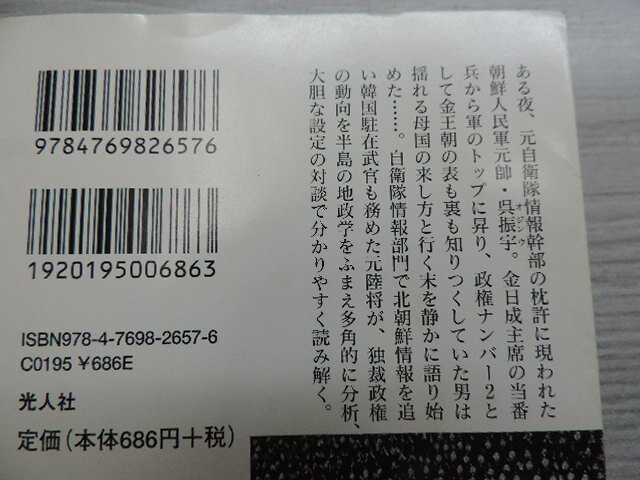 ある夜、元自衛隊情報幹部の枕許に現われた
朝鮮人民軍元帥・呉振宇。金日成主席の当番
オジンウ
兵から軍のトップに昇り、政権ナンバー2と
して金王朝の表も裏も知りつくしていた男は
揺れる母国の来し方と行く末を静かに語り始
めた……。自衛隊情報部門で北朝鮮情報を追
い韓国駐在武官も務めた元陸将が、独裁政権
の動向を半島の地政学をふまえ多角的に分析、
大胆な設定の対談で分かりやすく読み解く。
9784769826576
1920195006863
ISBN978-4-7698-2657-6
C0195 ¥686E
光人社
定価(本体686円+税)